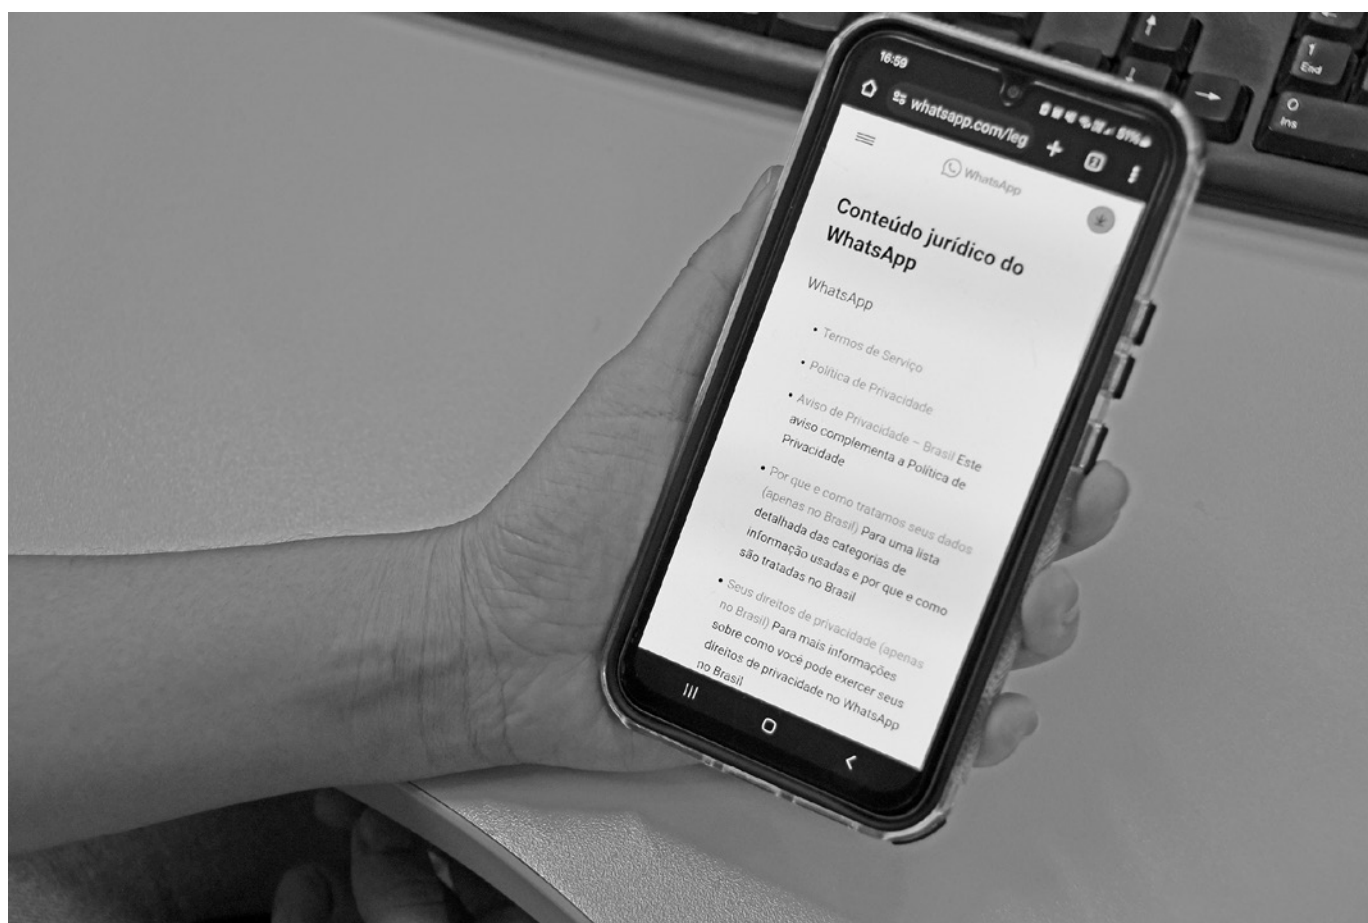 16:59
whatsapp.com/leg
91%
WhatsApp
Conteúdo jurídico do
WhatsApp
WhatsApp
• Termos de Serviço
• Política de Privacidade
• Aviso de Privacidade – Brasil Este
aviso complementa a Política de
Privacidade
• Por que e como tratamos seus dados
(apenas no Brasil) Para uma lista
detalhada das categorias de
informação usadas e por que e como
são tratadas no Brasil
• Seus direitos de privacidade (apenas
no Brasil) Para mais informações
sobre como você pode exercer seus
direitos de privacidade no WhatsApp
no Brasil
1
End
0
Ins